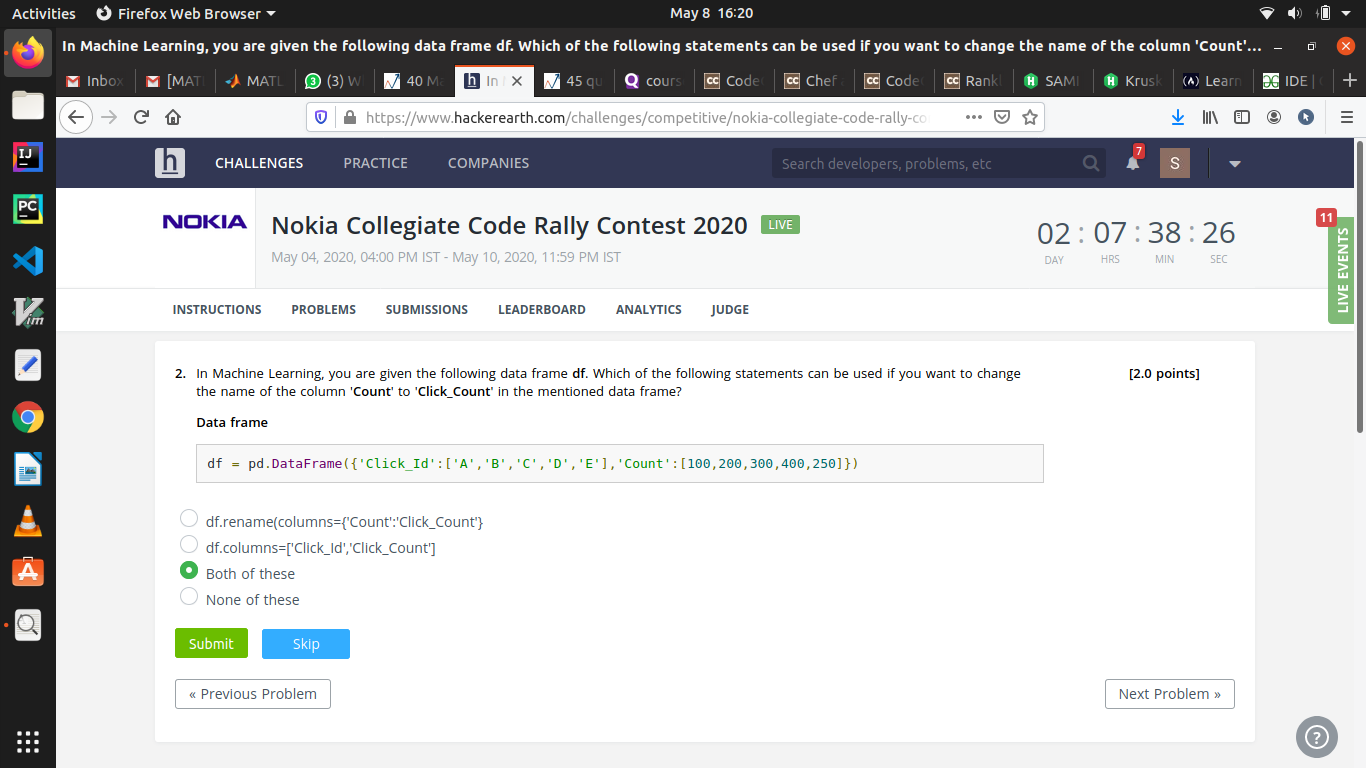 Activities Firefox Web Browser May 8 16:20
In Machine Learning, you are given the following data frame df. Which of the following statements can be used if you want to change the name of the column 'Count'...
Inbox [MAT MATL (3) W 40 Ma In 45 qu cours Code Chef Code Rankl SAMI Krusk Learn IDE |
https://www.hackerearth.com/challenges/competitive/nokia-collegiate-code-rally-co
h CHALLENGES PRACTICE COMPANIES Search developers, problems, etc 7 S
NOKIA Nokia Collegiate Code Rally Contest 2020 LIVE 02 : 07 : 38 : 26
May 04, 2020, 04:00 PM IST - May 10, 2020, 11:59 PM IST DAY HRS MIN SEC
11
LIVE EVENTS
INSTRUCTIONS PROBLEMS SUBMISSIONS LEADERBOARD ANALYTICS JUDGE
2. In Machine Learning, you are given the following data frame df. Which of the following statements can be used if you want to change [2.0 points]
the name of the column 'Count' to 'Click_Count' in the mentioned data frame?
Data frame
df = pd.DataFrame({'Click_Id':['A','B','C','D','E'],'Count':[100,200,300,400,250]})
df.rename(columns={'Count':'Click_Count'}
df.columns=['Click_Id','Click_Count']
Both of these
None of these
Submit Skip
« Previous Problem Next Problem »
?